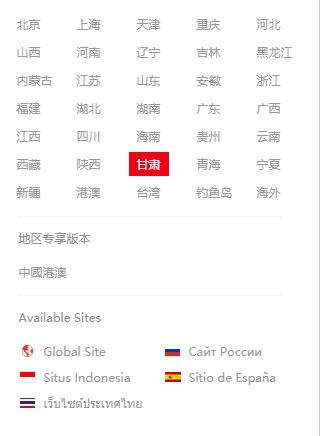 北京 上海 天津 重庆 河北
山西 河南 辽宁 吉林 黑龙江
内蒙古 江苏 山东 安徽 浙江
福建 湖北 湖南 广东 广西
江西 四川 海南 贵州 云南
西藏 陕西 甘肃 青海 宁夏
新疆 港澳 台湾 钓鱼岛 海外
地区专享版本
中國港澳
Available Sites
Global Site Сайт России
Situs Indonesia Sitio de España
เว็บไซต์ประเทศไทย